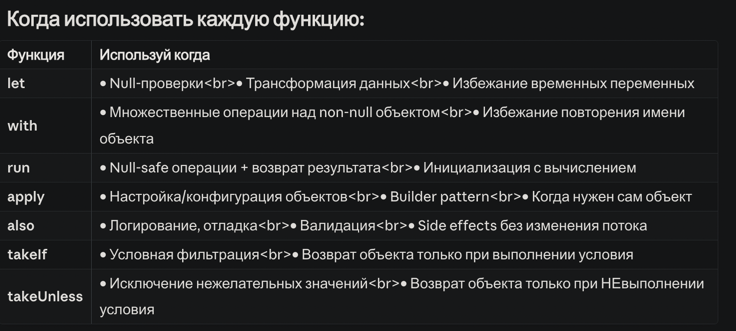 Когда использовать каждую функцию:
Функция Используй когда
let • Null-проверки<br>• Трансформация данных<br>• Избежание временных переменных
with • Множественные операции над non-null объектом<br>• Избежание повторения имени
объекта
run • Null-safe операции + возврат результата<br>• Инициализация с вычислением
apply • Настройка/конфигурация объектов<br>• Builder pattern<br>• Когда нужен сам объект
also • Логирование, отладка<br>• Валидация<br>• Side effects без изменения потока
takeIf • Условная фильтрация<br>• Возврат объекта только при выполнении условия
takeUnless • Исключение нежелательных значений<br>• Возврат объекта только при НЕвыполнении
условия